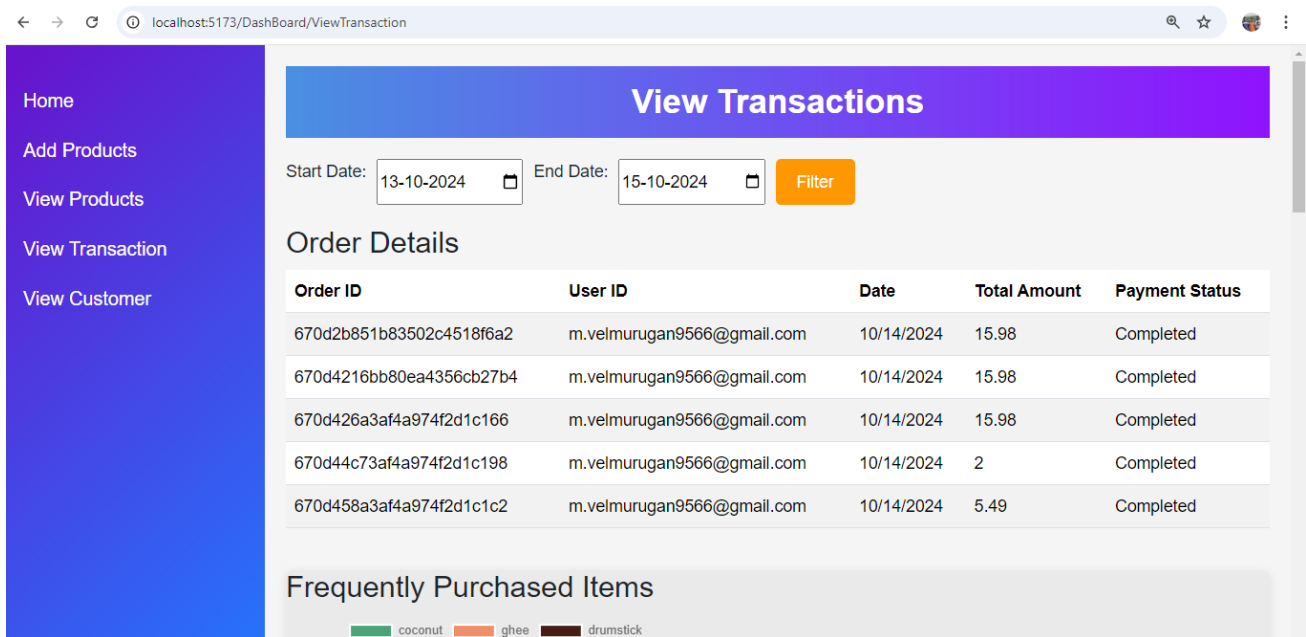 localhost:5173/DashBoard/ViewTransaction
Home
Add Products
View Products
View Transaction
View Customer
View Transactions
Start Date: 13-10-2024 End Date: 15-10-2024 Filter
Order Details
Order ID User ID Date Total Amount Payment Status
670d2b851b83502c4518f6a2 m.velmurugan9566@gmail.com 10/14/2024 15.98 Completed
670d4216bb80ea4356cb27b4 m.velmurugan9566@gmail.com 10/14/2024 15.98 Completed
670d426a3af4a974f2d1c166 m.velmurugan9566@gmail.com 10/14/2024 15.98 Completed
670d44c73af4a974f2d1c198 m.velmurugan9566@gmail.com 10/14/2024 2 Completed
670d458a3af4a974f2d1c1c2 m.velmurugan9566@gmail.com 10/14/2024 5.49 Completed
Frequently Purchased Items
coconut ghee drumstick